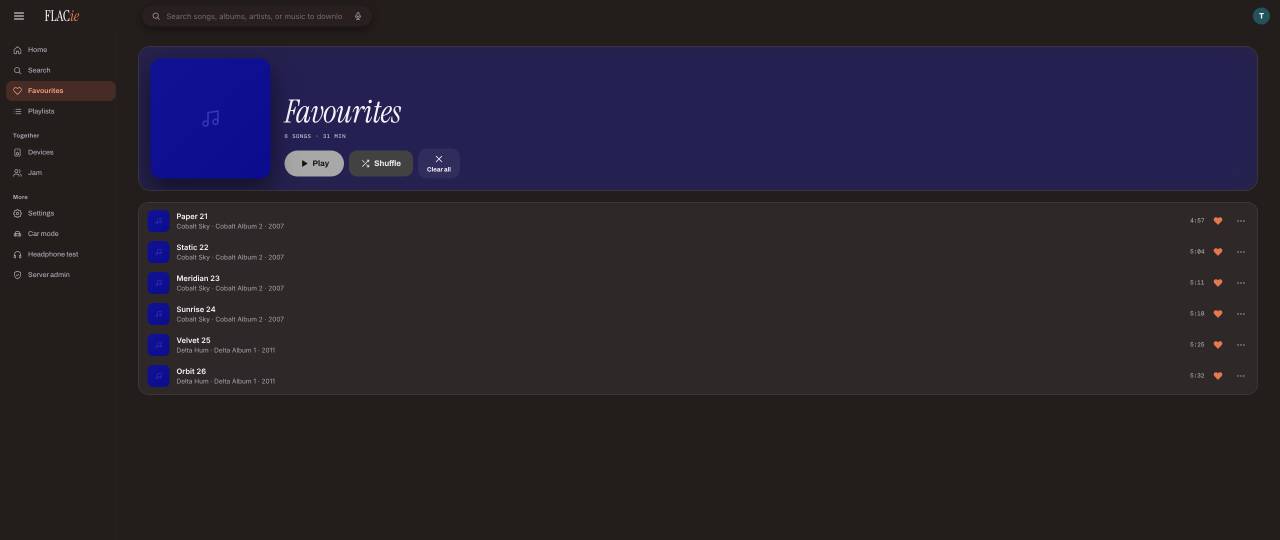 FLACie
Search songs, albums, artists, or music to downlo
T
Home
Search
Favourites
Playlists
Together
Devices
Jam
More
Settings
Car mode
Headphone test
Server admin
Favourites
6 SONGS · 31 MIN
Play
Shuffle
Clear all
Paper 21
Cobalt Sky · Cobalt Album 2 · 2007
4:57
Static 22
Cobalt Sky · Cobalt Album 2 · 2007
5:04
Meridian 23
Cobalt Sky · Cobalt Album 2 · 2007
5:11
Sunrise 24
Cobalt Sky · Cobalt Album 2 · 2007
5:18
Velvet 25
Delta Hum · Delta Album 1 · 2011
5:25
Orbit 26
Delta Hum · Delta Album 1 · 2011
5:32